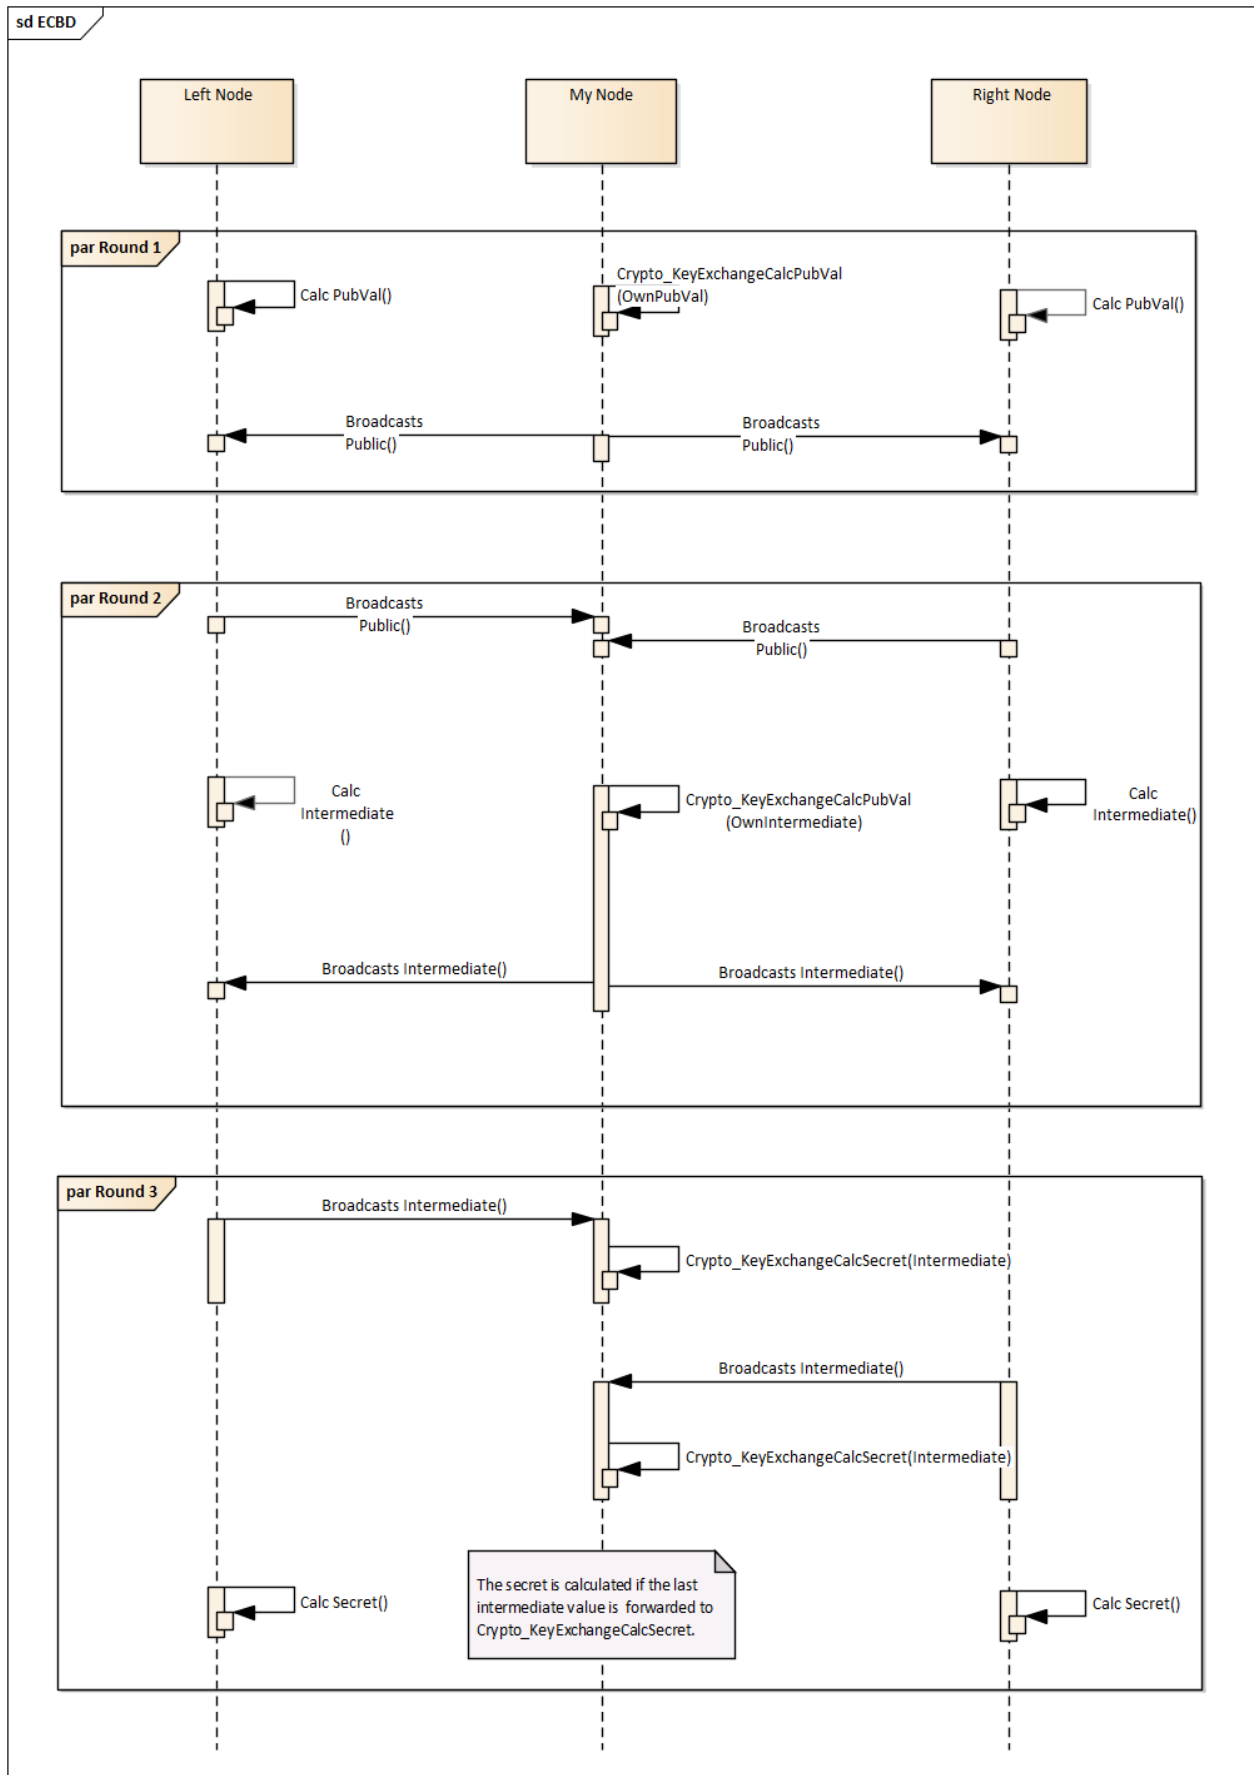 sd ECBD
Left Node
My Node
Right Node
par Round 1
Calc PubVal()
Crypto_KeyExchangeCalcPubVal
(OwnPubVal)
Calc PubVal()
Broadcasts
Public()
Broadcasts
Public()
par Round 2
Broadcasts
Public()
Broadcasts
Public()
Calc
Intermediate
()
Crypto_KeyExchangeCalcPubVal
(OwnIntermediate)
Calc
Intermediate()
Broadcasts Intermediate()
Broadcasts Intermediate()
par Round 3
Broadcasts Intermediate()
Crypto_KeyExchangeCalcSecret(Intermediate)
Broadcasts Intermediate()
Crypto_KeyExchangeCalcSecret(Intermediate)
Calc Secret()
The secret is calculated if the last
intermediate value is forwarded to
Crypto_KeyExchangeCalcSecret.
Calc Secret()